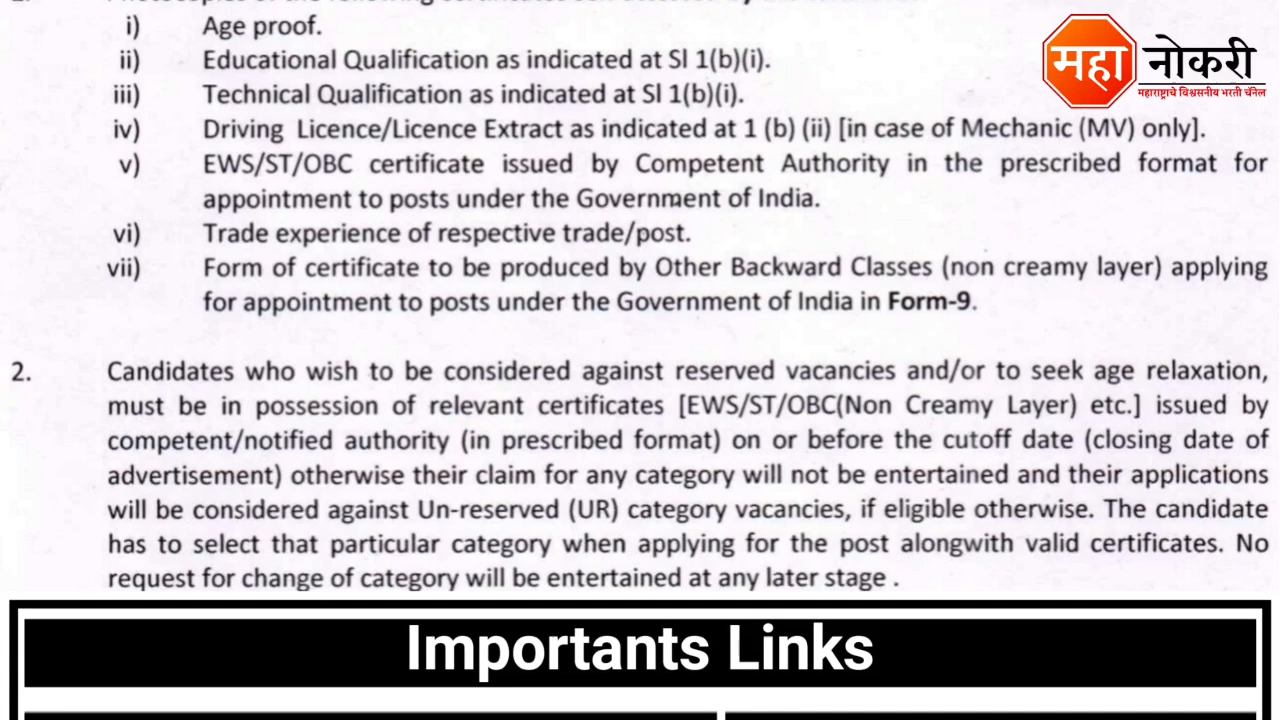 i) Age proof.
ii) Educational Qualification as indicated at Sl 1(b)(i).
iii) Technical Qualification as indicated at Sl 1(b)(i).
iv) Driving Licence/Licence Extract as indicated at 1 (b) (ii) [in case of Mechanic (MV) only].
v) EWS/ST/OBC certificate issued by Competent Authority in the prescribed format for
appointment to posts under the Government of India.
vi) Trade experience of respective trade/post.
vii) Form of certificate to be produced by Other Backward Classes (non creamy layer) applying
for appointment to posts under the Government of India in Form-9.
महा नोकरी
महाराष्ट्राचे विश्वसनीय भरती चॅनेल
2. Candidates who wish to be considered against reserved vacancies and/or to seek age relaxation,
must be in possession of relevant certificates [EWS/ST/OBC(Non Creamy Layer) etc.] issued by
competent/notified authority (in prescribed format) on or before the cutoff date (closing date of
advertisement) otherwise their claim for any category will not be entertained and their applications
will be considered against Un-reserved (UR) category vacancies, if eligible otherwise. The candidate
has to select that particular category when applying for the post alongwith valid certificates. No
request for change of category will be entertained at any later stage .
Importants Links